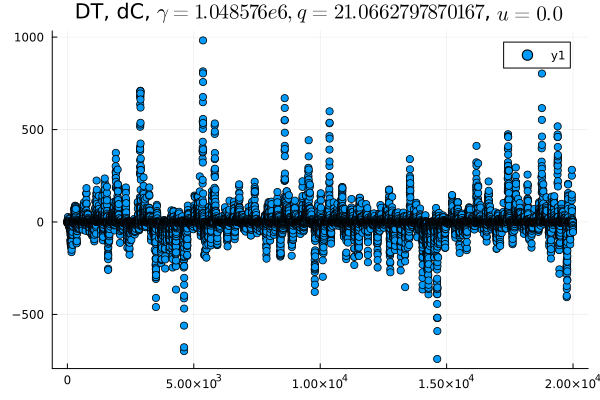 DT, dC, γ = 1.048576e6, q = 21.0662797870167, u = 0.0
y1
1000
500
0
−500
0 5.00×10³ 1.00×10⁴ 1.50×10⁴ 2.00×10⁴